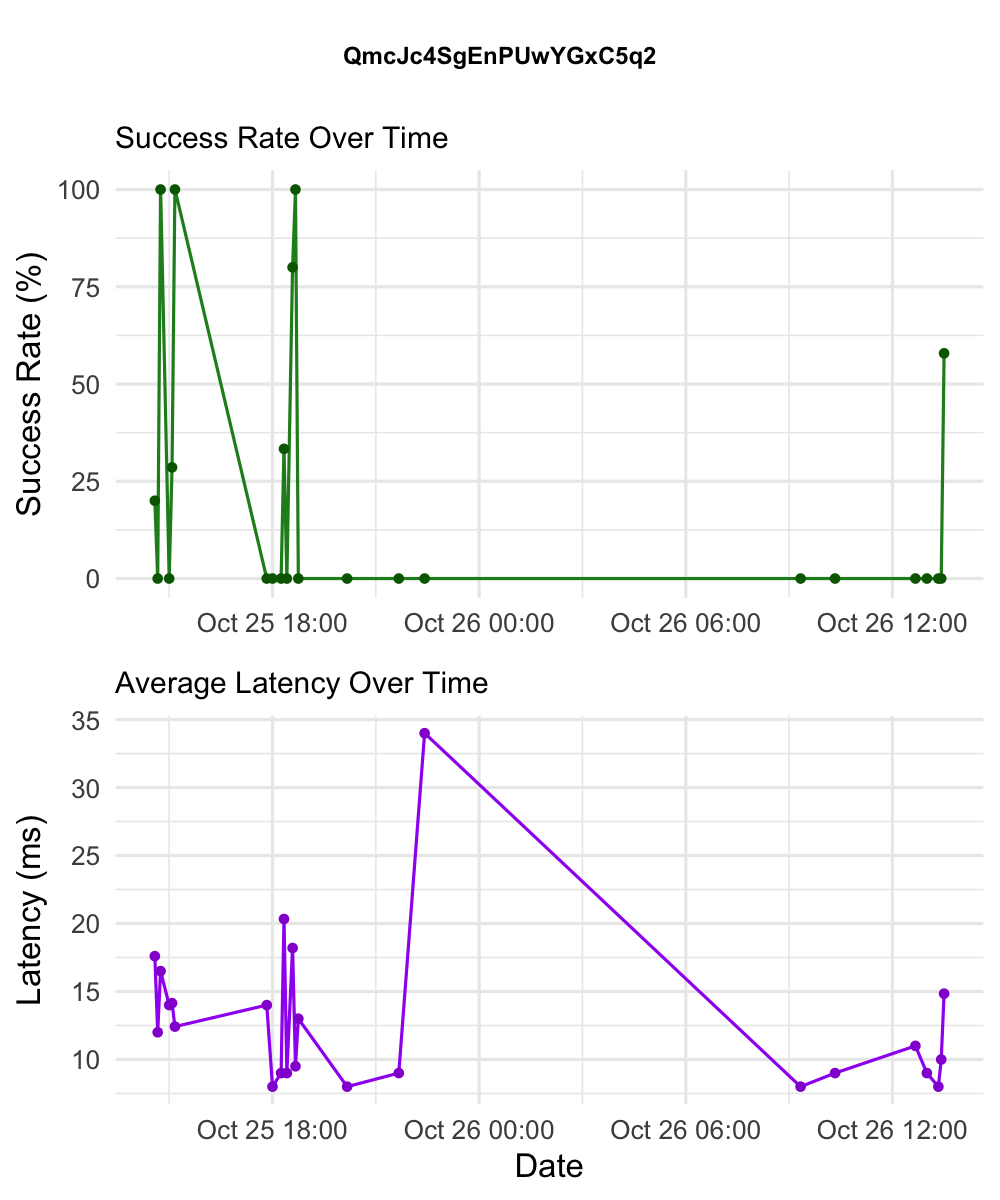 QmcJc4SgEnPUwYGxC5q2
Success Rate Over Time
100
75
50
25
0
Success Rate (%)
Oct 25 18:00 Oct 26 00:00 Oct 26 06:00 Oct 26 12:00
Average Latency Over Time
35
30
25
20
15
10
Latency (ms)
Oct 25 18:00 Oct 26 00:00 Oct 26 06:00 Oct 26 12:00
Date